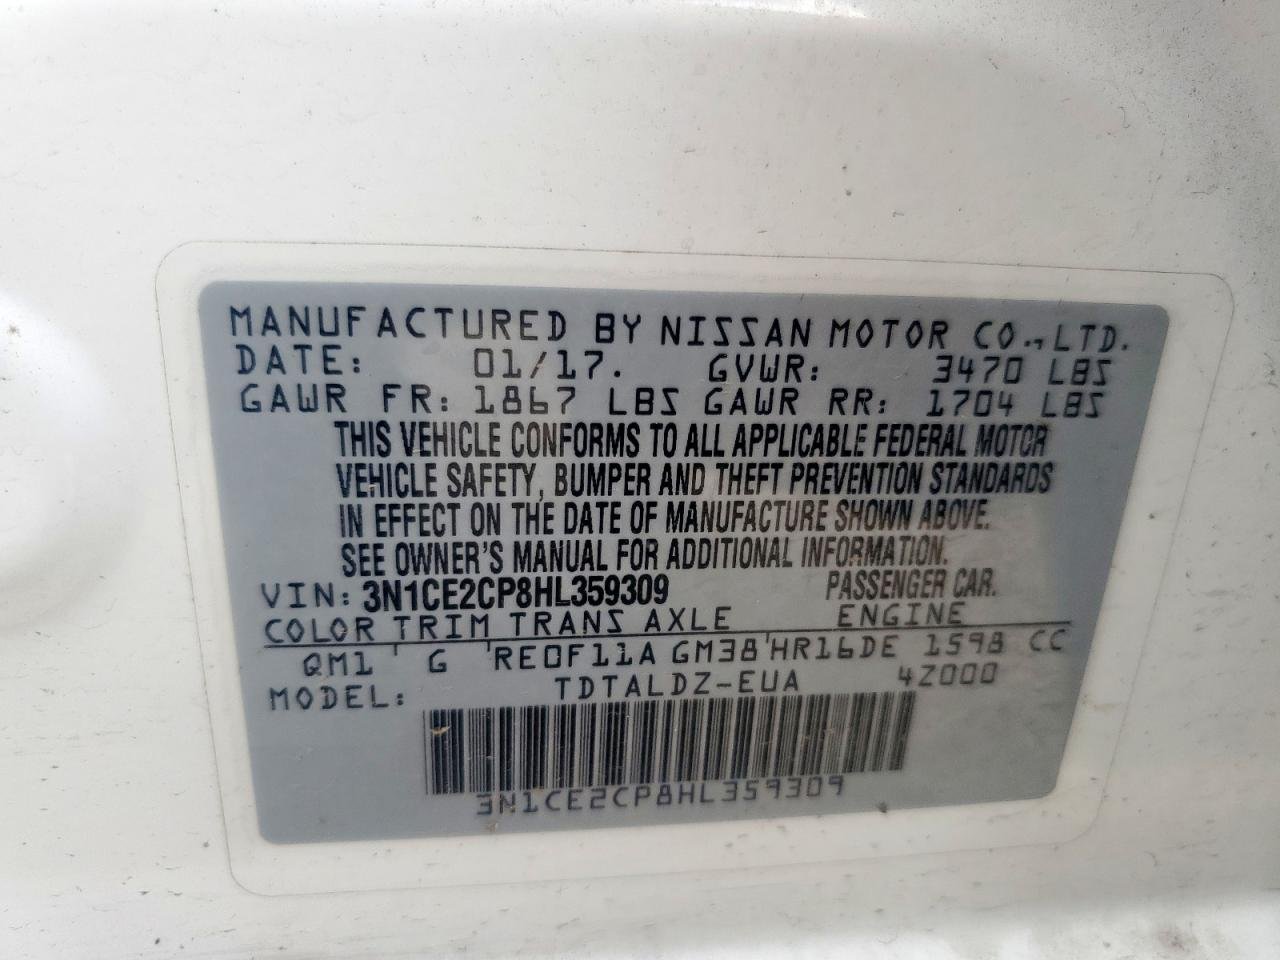 MANUFACTURED BY NISSAN MOTOR CO., LTD.
DATE: 01/17. GVWR: 3470 LBS
GAWR FR: 1867 LBS GAWR RR: 1704 LBS
THIS VEHICLE CONFORMS TO ALL APPLICABLE FEDERAL MOTOR
VEHICLE SAFETY, BUMPER AND THEFT PREVENTION STANDARDS
IN EFFECT ON THE DATE OF MANUFACTURE SHOWN ABOVE.
SEE OWNER'S MANUAL FOR ADDITIONAL INFORMATION.
VIN: 3N1CE2CP8HL359309 PASSENGER CAR.
COLOR TRIM TRANS AXLE ENGINE
QM1 G RE0F11A GM38 HR16DE 1598 CC
MODEL: TDTALDZ-EUA 4Z000
3N1CE2CP8HL359309